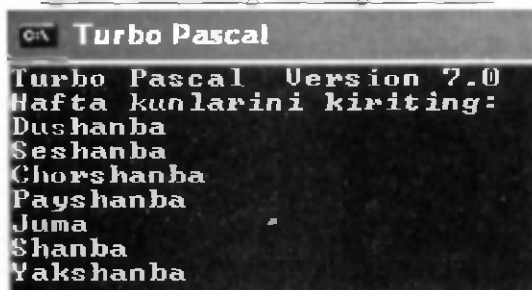 Turbo Pascal
Turbo Pascal Version 7.0
Hafta kunlarini kiriting:
Dushanba
Seshanba
Chorshanba
Payshanba
Juma
Shanba
Yakshanba